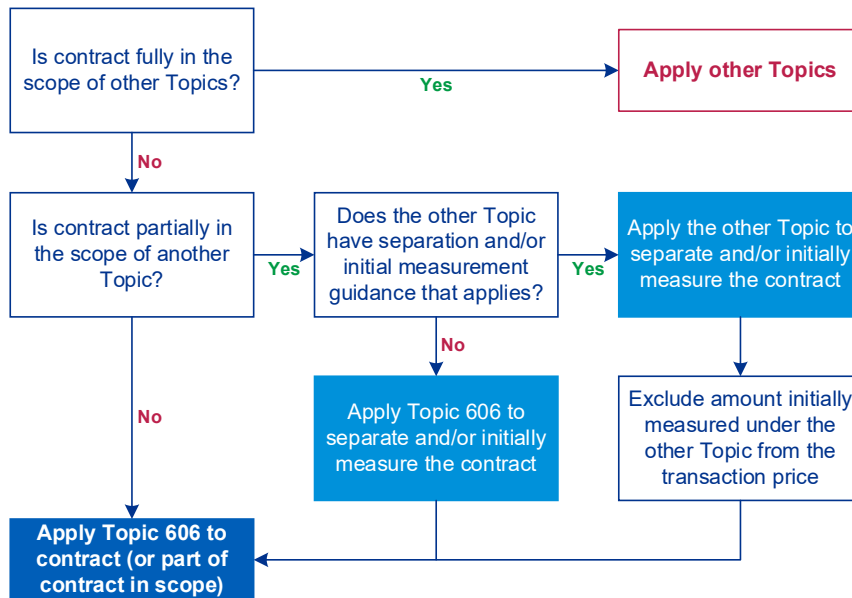 Is contract fully in the
scope of other Topics?
Yes
Apply other Topics
No
Is contract partially in
the scope of another
Topic?
Yes
Does the other Topic
have separation and/or
initial measurement
guidance that applies?
Yes
Apply the other Topic to
separate and/or initially
measure the contract
No
No
Apply Topic 606 to
separate and/or initially
measure the contract
Exclude amount initially
measured under the
other Topic from the
transaction price
Apply Topic 606 to
contract (or part of
contract in scope)